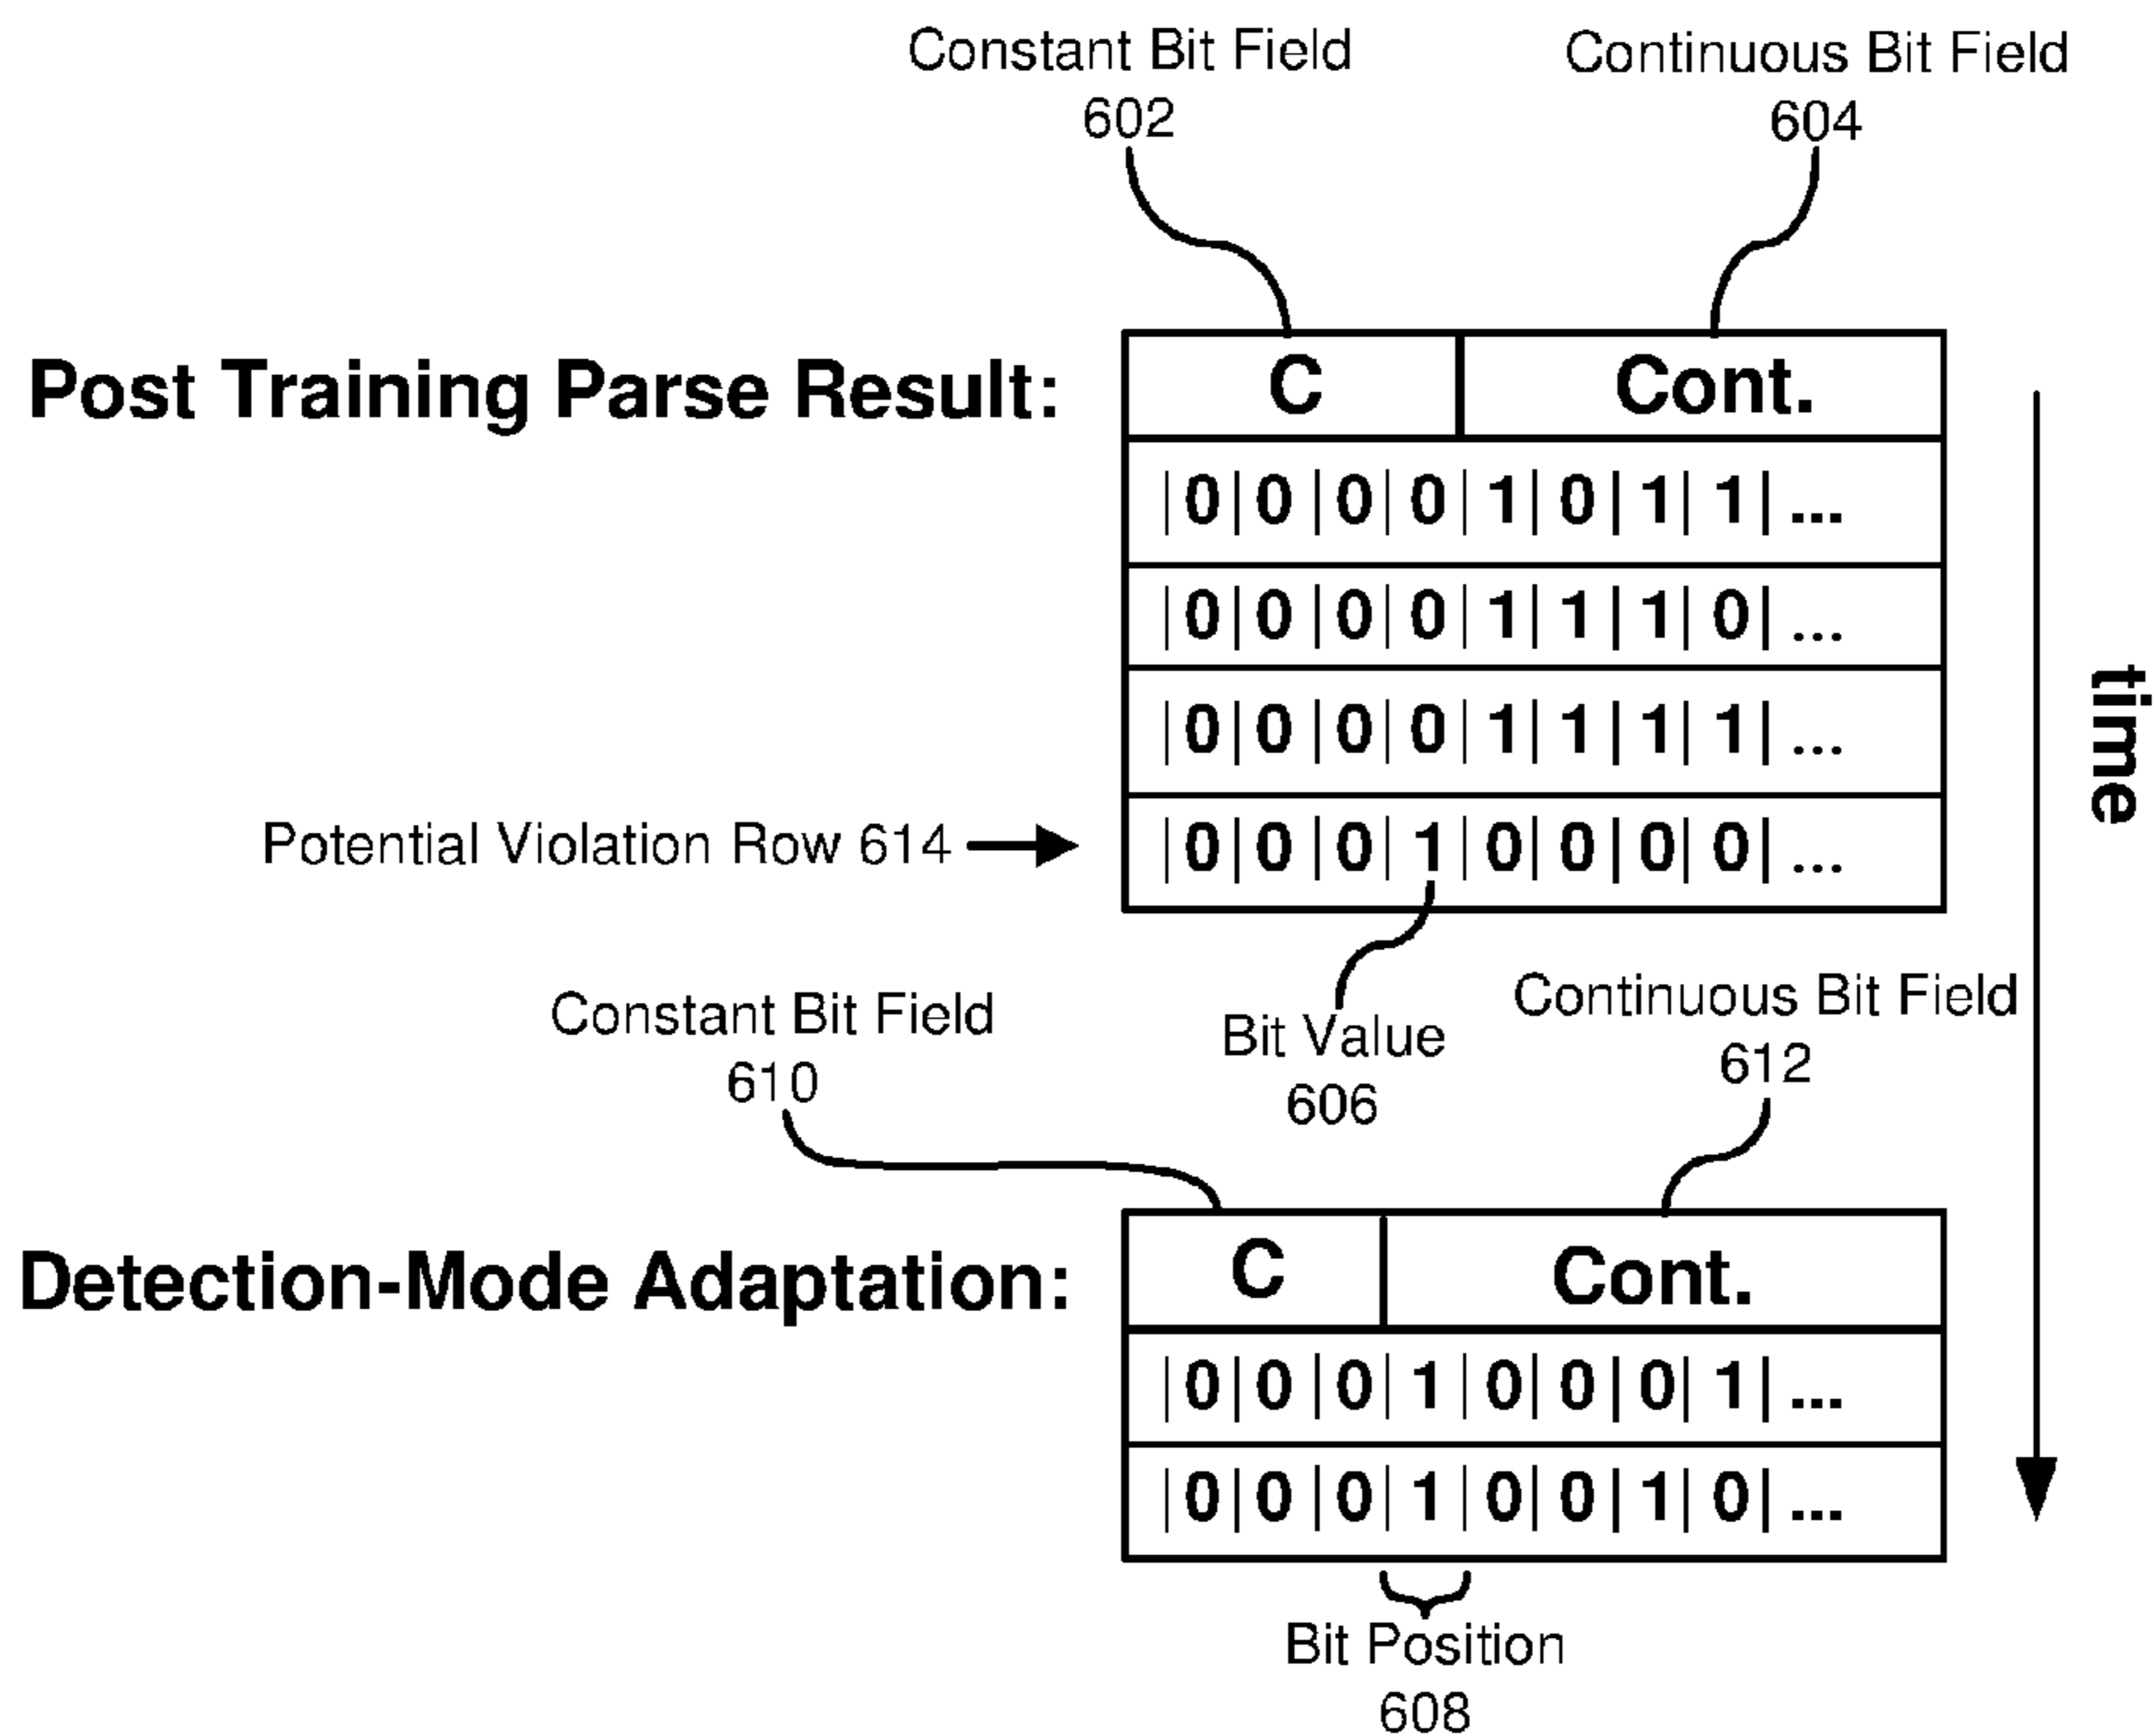 Constant Bit Field
602
Continuous Bit Field
604
Post Training Parse Result:
C
Cont.
|0|0|0|0|1|0|1|1|...
|0|0|0|0|1|1|1|0|...
|0|0|0|0|1|1|1|1|...
Potential Violation Row 614
|0|0|0|1|0|0|0|0|...
time
Constant Bit Field
610
Bit Value
606
Continuous Bit Field
612
Detection-Mode Adaptation:
C
Cont.
|0|0|0|1|0|0|0|1|...
|0|0|0|1|0|0|1|0|...
Bit Position
608